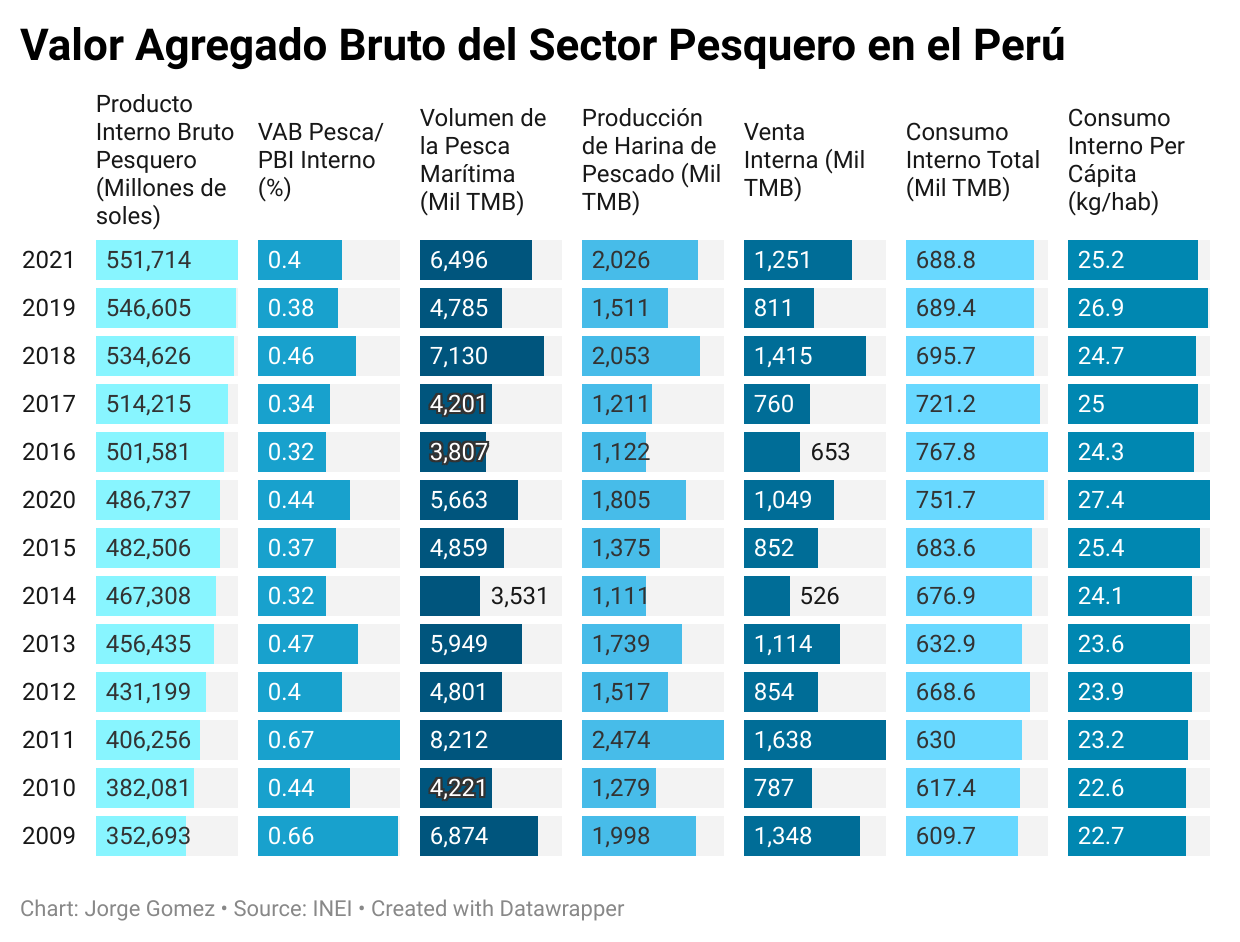 Valor Agregado Bruto del Sector Pesquero en el Perú
Producto
Interno Bruto
Pesquero
(Millones de
soles)
VAB Pesca/
PBI Interno
(%)
Volumen de
la Pesca
Marítima
(Mil TMB)
Producción
de Harina de
Pescado (Mil
TMB)
Venta
Interna (Mil
TMB)
Consumo
Interno Total
(Mil TMB)
Consumo
Interno Per
Cápita
(kg/hab)
2021 551,714 0.4 6,496 2,026 1,251 688.8 25.2
2019 546,605 0.38 4,785 1,511 811 689.4 26.9
2018 534,626 0.46 7,130 2,053 1,415 695.7 24.7
2017 514,215 0.34 4,201 1,211 760 721.2 25
2016 501,581 0.32 3,807 1,122 653 767.8 24.3
2020 486,737 0.44 5,663 1,805 1,049 751.7 27.4
2015 482,506 0.37 4,859 1,375 852 683.6 25.4
2014 467,308 0.32 3,531 1,111 526 676.9 24.1
2013 456,435 0.47 5,949 1,739 1,114 632.9 23.6
2012 431,199 0.4 4,801 1,517 854 668.6 23.9
2011 406,256 0.67 8,212 2,474 1,638 630 23.2
2010 382,081 0.44 4,221 1,279 787 617.4 22.6
2009 352,693 0.66 6,874 1,998 1,348 609.7 22.7
Chart: Jorge Gomez • Source: INEI • Created with Datawrapper